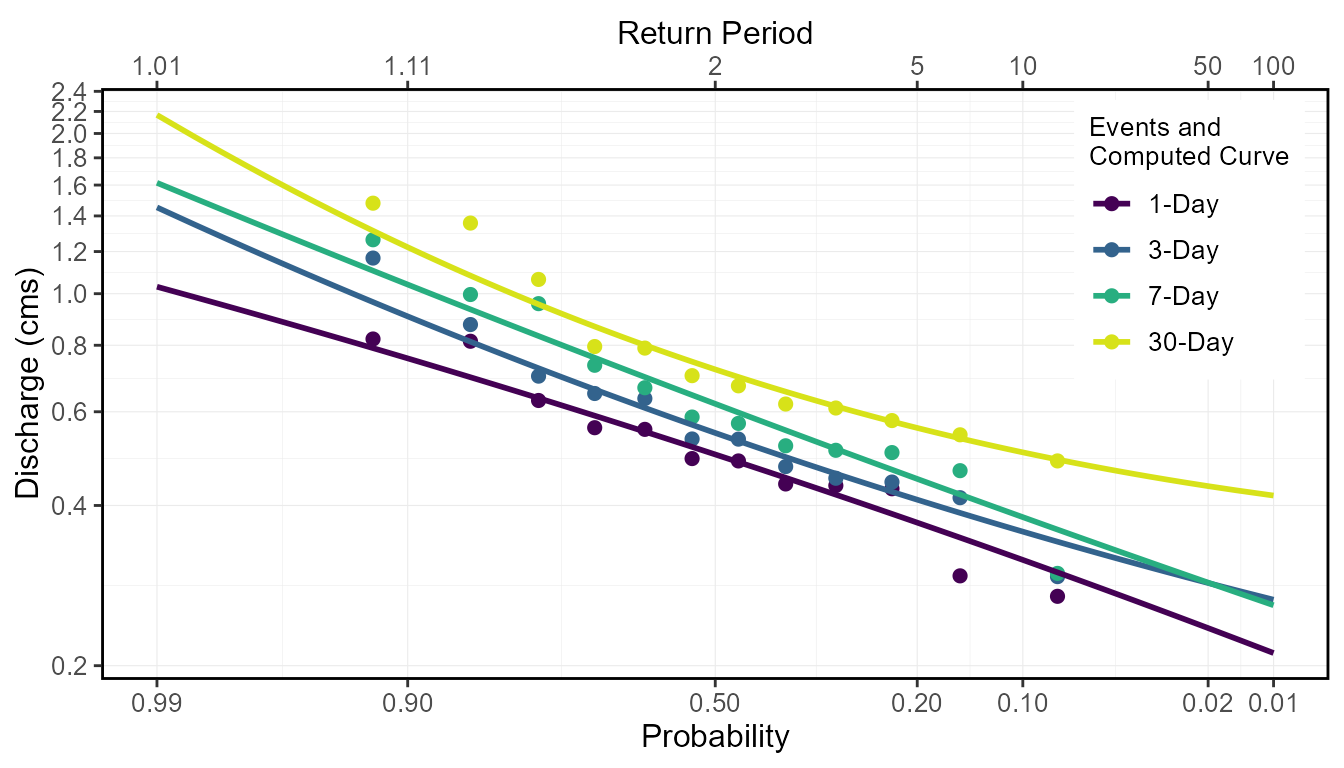 Return Period
1.01 1.11 2 5 10 50 100
2.4
2.2
2.0
1.8
1.6
1.4
1.2
1.0
0.8
0.6
0.4
0.2
Discharge (cms)
Events and
Computed Curve
1-Day
3-Day
7-Day
30-Day
0.99 0.90 0.50 0.20 0.10 0.02 0.01
Probability